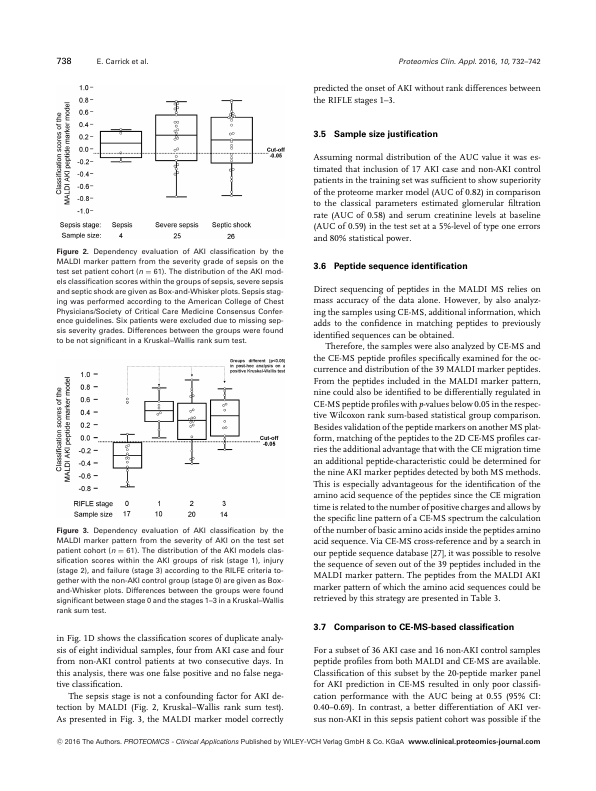 738 E. Carrick et al. Proteomics Clin. Appl. 2016, 10, 732–742
1.0
0.8
0.6
0.4
0.2
0.0
-0.2
-0.4
-0.6
-0.8
-1.0
Classification scores of the
MALDI AKI peptide marker model
Cut-off
-0.05
Sepsis stage: Sepsis Severe sepsis Septic shock
Sample size: 4 25 26
Figure 2. Dependency evaluation of AKI classification by the
MALDI marker pattern from the severity grade of sepsis on the
test set patient cohort (n = 61). The distribution of the AKI mod-
els classification scores within the groups of sepsis, severe sepsis
and septic shock are given as Box-and-Whisker plots. Sepsis stag-
ing was performed according to the American College of Chest
Physicians/Society of Critical Care Medicine Consensus Confer-
ence guidelines. Six patients were excluded due to missing sep-
sis severity grades. Differences between the groups were found
to be not significant in a Kruskal–Wallis rank sum test.
Groups different (p<0.05)
in post-hoc analysis on a
positive Kruskal-Wallis test
1.0
0.8
0.6
0.4
0.2
0.0
-0.2
-0.4
-0.6
-0.8
Classification scores of the
MALDI AKI peptide marker model
Cut-off
-0.05
RIFLE stage 0 1 2 3
Sample size 17 10 20 14
Figure 3. Dependency evaluation of AKI classification by the
MALDI marker pattern from the severity of AKI on the test set
patient cohort (n = 61). The distribution of the AKI models clas-
sification scores within the AKI groups of risk (stage 1), injury
(stage 2), and failure (stage 3) according to the RILFE criteria to-
gether with the non-AKI control group (stage 0) are given as Box-
and-Whisker plots. Differences between the groups were found
significant between stage 0 and the stages 1–3 in a Kruskal–Wallis
rank sum test.
in Fig. 1D shows the classification scores of duplicate analy-
sis of eight individual samples, four from AKI case and four
from non-AKI control patients at two consecutive days. In
this analysis, there was one false positive and no false nega-
tive classification.
The sepsis stage is not a confounding factor for AKI de-
tection by MALDI (Fig. 2, Kruskal–Wallis rank sum test).
As presented in Fig. 3, the MALDI marker model correctly
predicted the onset of AKI without rank differences between
the RIFLE stages 1–3.
3.5 Sample size justification
Assuming normal distribution of the AUC value it was es-
timated that inclusion of 17 AKI case and non-AKI control
patients in the training set was sufficient to show superiority
of the proteome marker model (AUC of 0.82) in comparison
to the classical parameters estimated glomerular filtration
rate (AUC of 0.58) and serum creatinine levels at baseline
(AUC of 0.59) in the test set at a 5%-level of type one errors
and 80% statistical power.
3.6 Peptide sequence identification
Direct sequencing of peptides in the MALDI MS relies on
mass accuracy of the data alone. However, by also analyz-
ing the samples using CE-MS, additional information, which
adds to the confidence in matching peptides to previously
identified sequences can be obtained.
Therefore, the samples were also analyzed by CE-MS and
the CE-MS peptide profiles specifically examined for the oc-
currence and distribution of the 39 MALDI marker peptides.
From the peptides included in the MALDI marker pattern,
nine could also be identified to be differentially regulated in
CE-MS peptide profiles with p-values below 0.05 in the respec-
tive Wilcoxon rank sum-based statistical group comparison.
Besides validation of the peptide markers on another MS plat-
form, matching of the peptides to the 2D CE-MS profiles car-
ries the additional advantage that with the CE migration time
an additional peptide-characteristic could be determined for
the nine AKI marker peptides detected by both MS methods.
This is especially advantageous for the identification of the
amino acid sequence of the peptides since the CE migration
time is related to the number of positive charges and allows by
the specific line pattern of a CE-MS spectrum the calculation
of the number of basic amino acids inside the peptides amino
acid sequence. Via CE-MS cross-reference and by a search in
our peptide sequence database [27], it was possible to resolve
the sequence of seven out of the 39 peptides included in the
MALDI marker pattern. The peptides from the MALDI AKI
marker pattern of which the amino acid sequences could be
retrieved by this strategy are presented in Table 3.
3.7 Comparison to CE-MS-based classification
For a subset of 36 AKI case and 16 non-AKI control samples
peptide profiles from both MALDI and CE-MS are available.
Classification of this subset by the 20-peptide marker panel
for AKI prediction in CE-MS resulted in only poor classifi-
cation performance with the AUC being at 0.55 (95% CI:
0.40–0.69). In contrast, a better differentiation of AKI ver-
sus non-AKI in this sepsis patient cohort was possible if the
© 2016 The Authors. PROTEOMICS - Clinical Applications Published by WILEY-VCH Verlag GmbH & Co. KGaA www.clinical.proteomics-journal.com